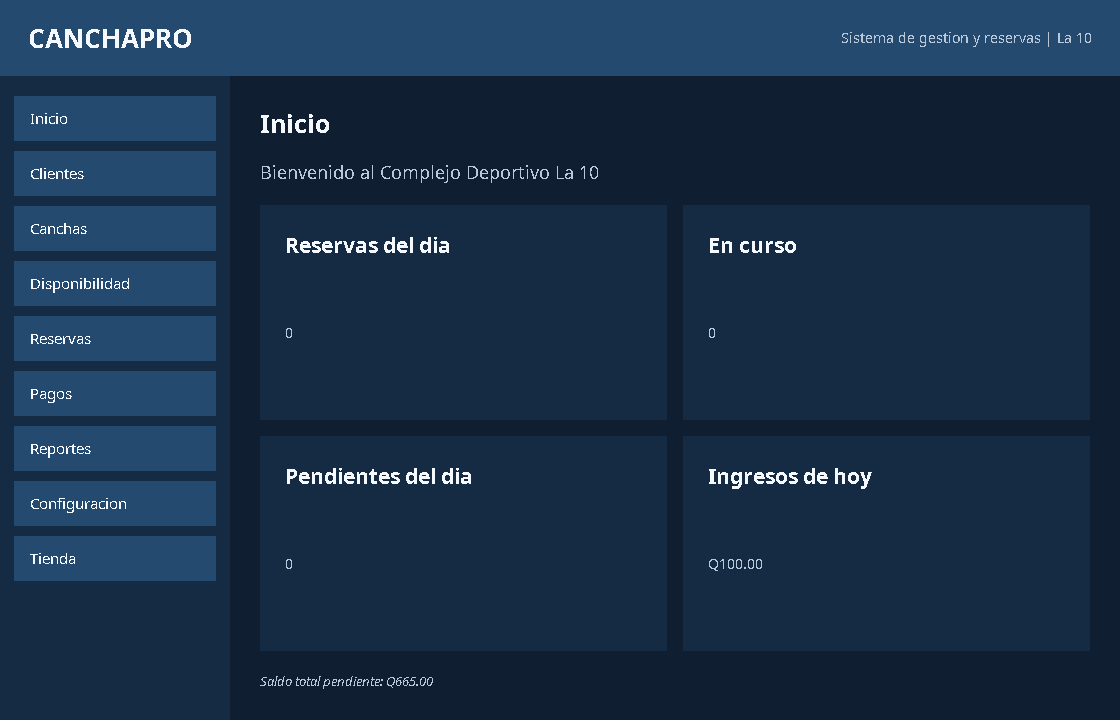 CANCHAPRO
Sistema de gestion y reservas | La 10
Inicio
Clientes
Canchas
Disponibilidad
Reservas
Pagos
Reportes
Configuracion
Tienda
Inicio
Bienvenido al Complejo Deportivo La 10
Reservas del dia
0
En curso
0
Pendientes del dia
0
Ingresos de hoy
Q100.00
Saldo total pendiente: Q665.00